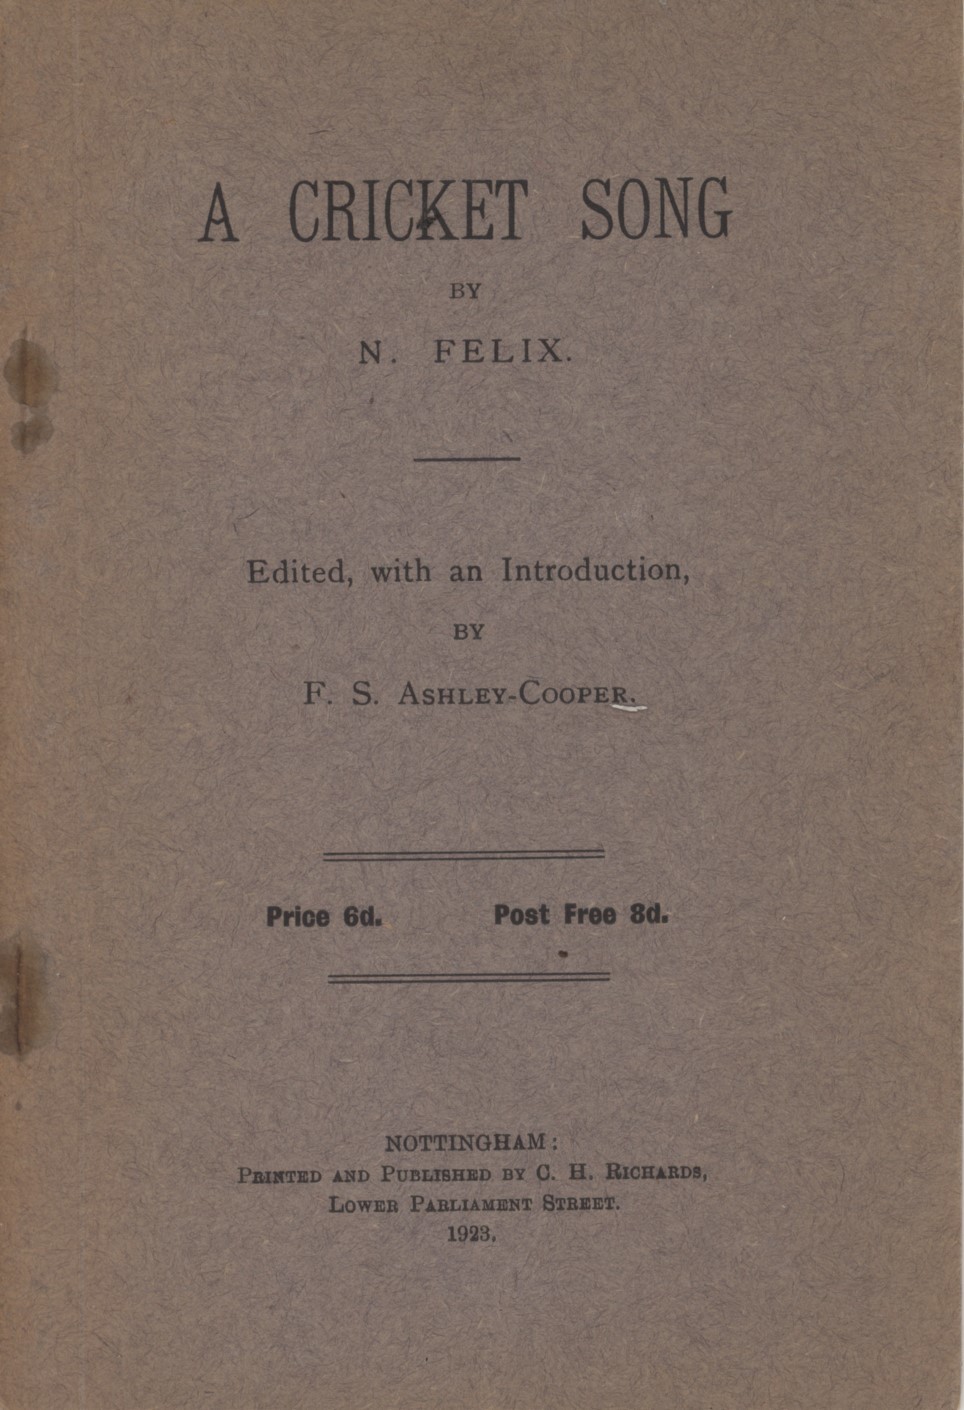 A CRICKET SONG
BY
N. FELIX.
Edited, with an Introduction,
BY
F. S. ASHLEY-COOPER.
Price 6d. Post Free 8d.
NOTTINGHAM:
PRINTED AND PUBLISHED BY C. H. RICHARDS,
LOWER PARLIAMENT STREET.
1923.